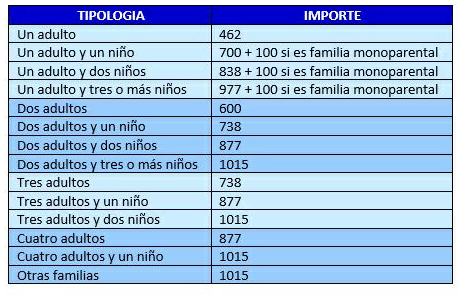 TIPOLOGIA IMPORTE
Un adulto 462
Un adulto y un niño 700 + 100 si es familia monoparental
Un adulto y dos niños 838 + 100 si es familia monoparental
Un adulto y tres o más niños 977 + 100 si es familia monoparental
Dos adultos 600
Dos adultos y un niño 738
Dos adultos y dos niños 877
Dos adultos y tres o más niños 1015
Tres adultos 738
Tres adultos y un niño 877
Tres adultos y dos niños 1015
Cuatro adultos 877
Cuatro adultos y un niño 1015
Otras familias 1015